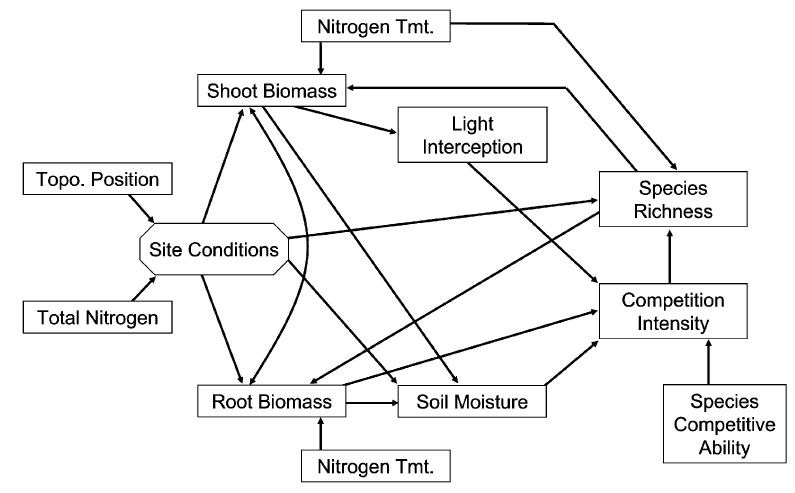 Nitrogen Tmt.
Shoot Biomass
Light
Interception
Topo. Position
Species
Richness
Site Conditions
Total Nitrogen
Competition
Intensity
Root Biomass
Soil Moisture
Species
Competitive
Ability
Nitrogen Tmt.